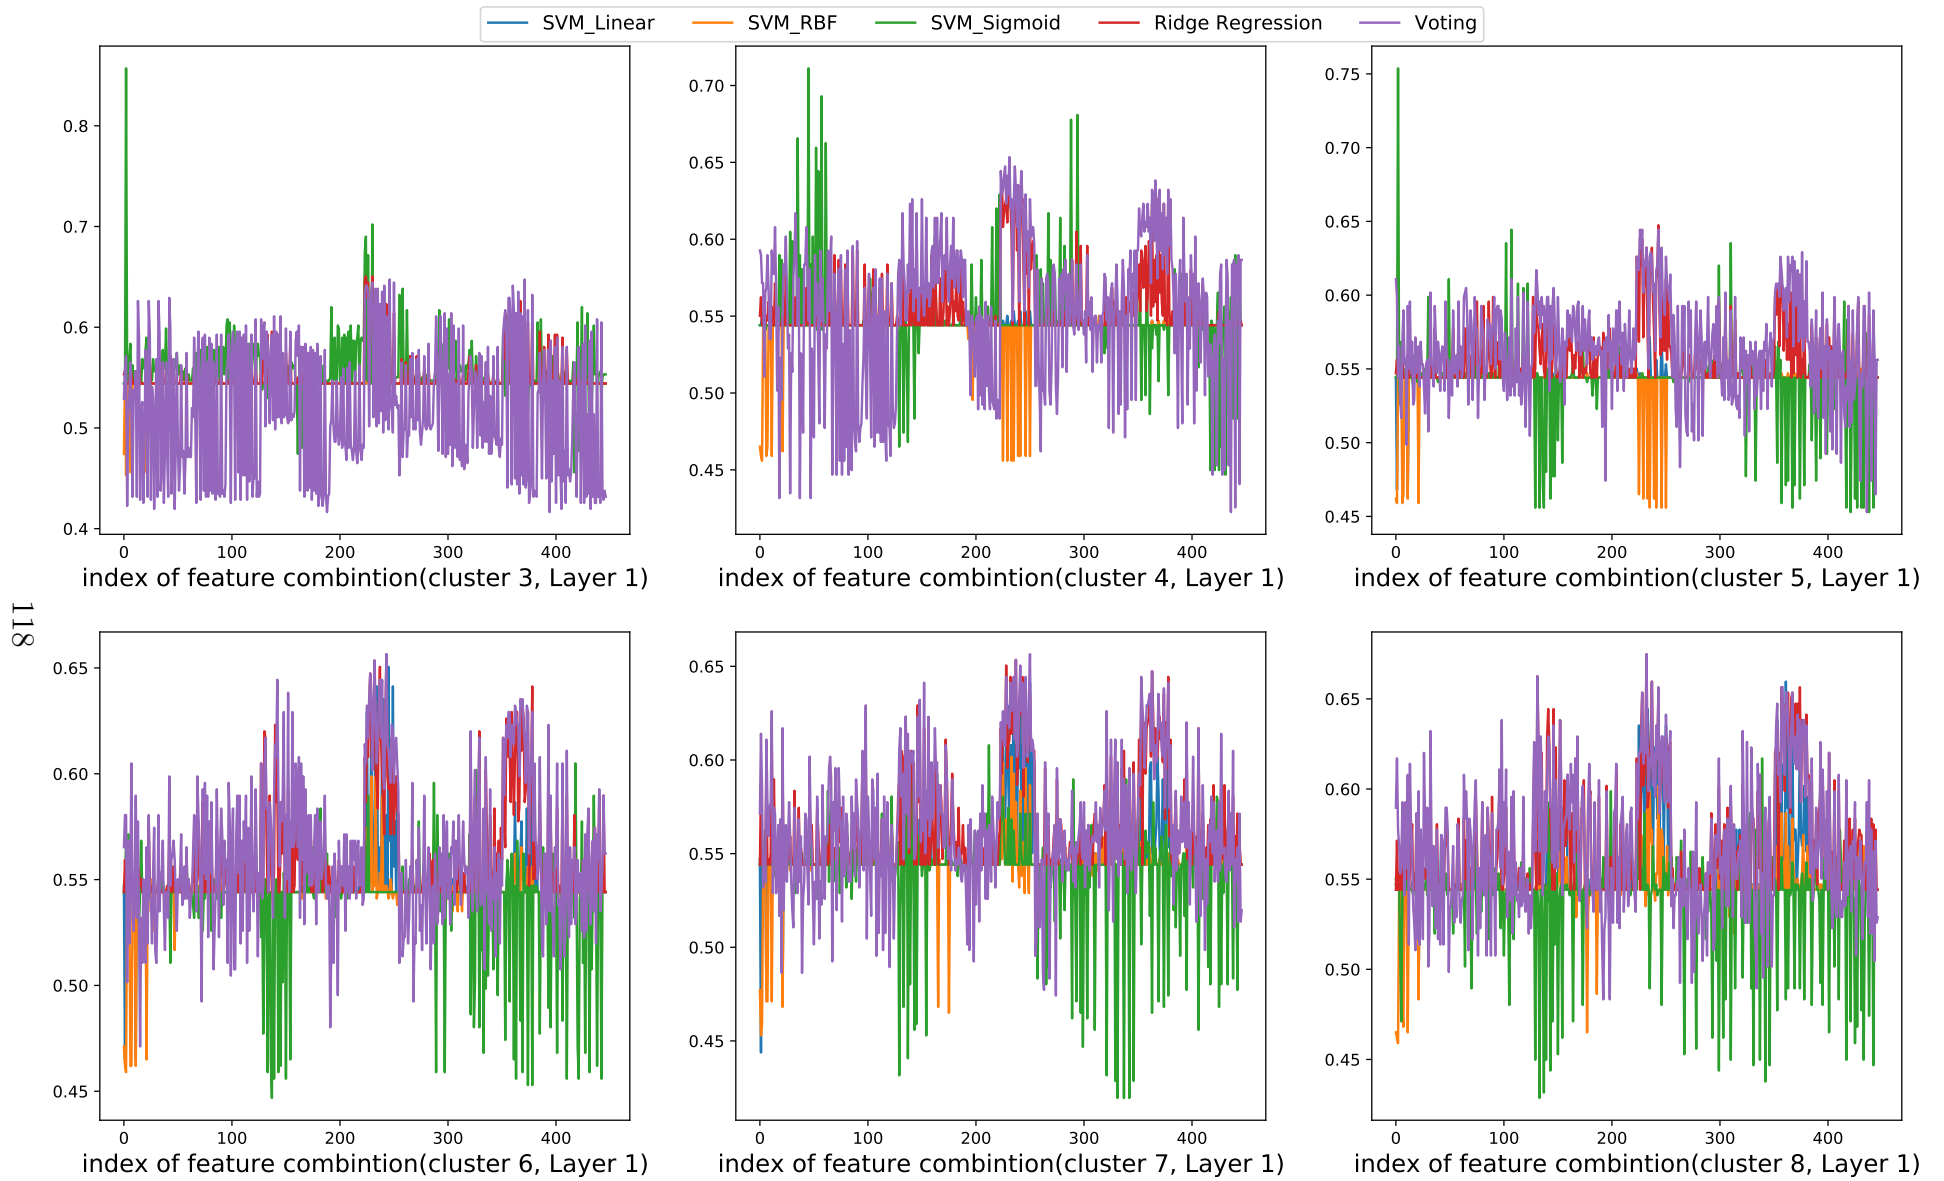 SVM_Linear SVM_RBF SVM_Sigmoid Ridge Regression Voting
0.8
0.7
0.6
0.5
0.4
0 100 200 300 400
index of feature combintion(cluster 3, Layer 1)
0.70
0.65
0.60
0.55
0.50
0.45
0 100 200 300 400
index of feature combintion(cluster 4, Layer 1)
0.75
0.70
0.65
0.60
0.55
0.50
0.45
0 100 200 300 400
index of feature combintion(cluster 5, Layer 1)
118
0.65
0.60
0.55
0.50
0.45
0 100 200 300 400
index of feature combintion(cluster 6, Layer 1)
0.65
0.60
0.55
0.50
0.45
0 100 200 300 400
index of feature combintion(cluster 7, Layer 1)
0.65
0.60
0.55
0.50
0.45
0 100 200 300 400
index of feature combintion(cluster 8, Layer 1)